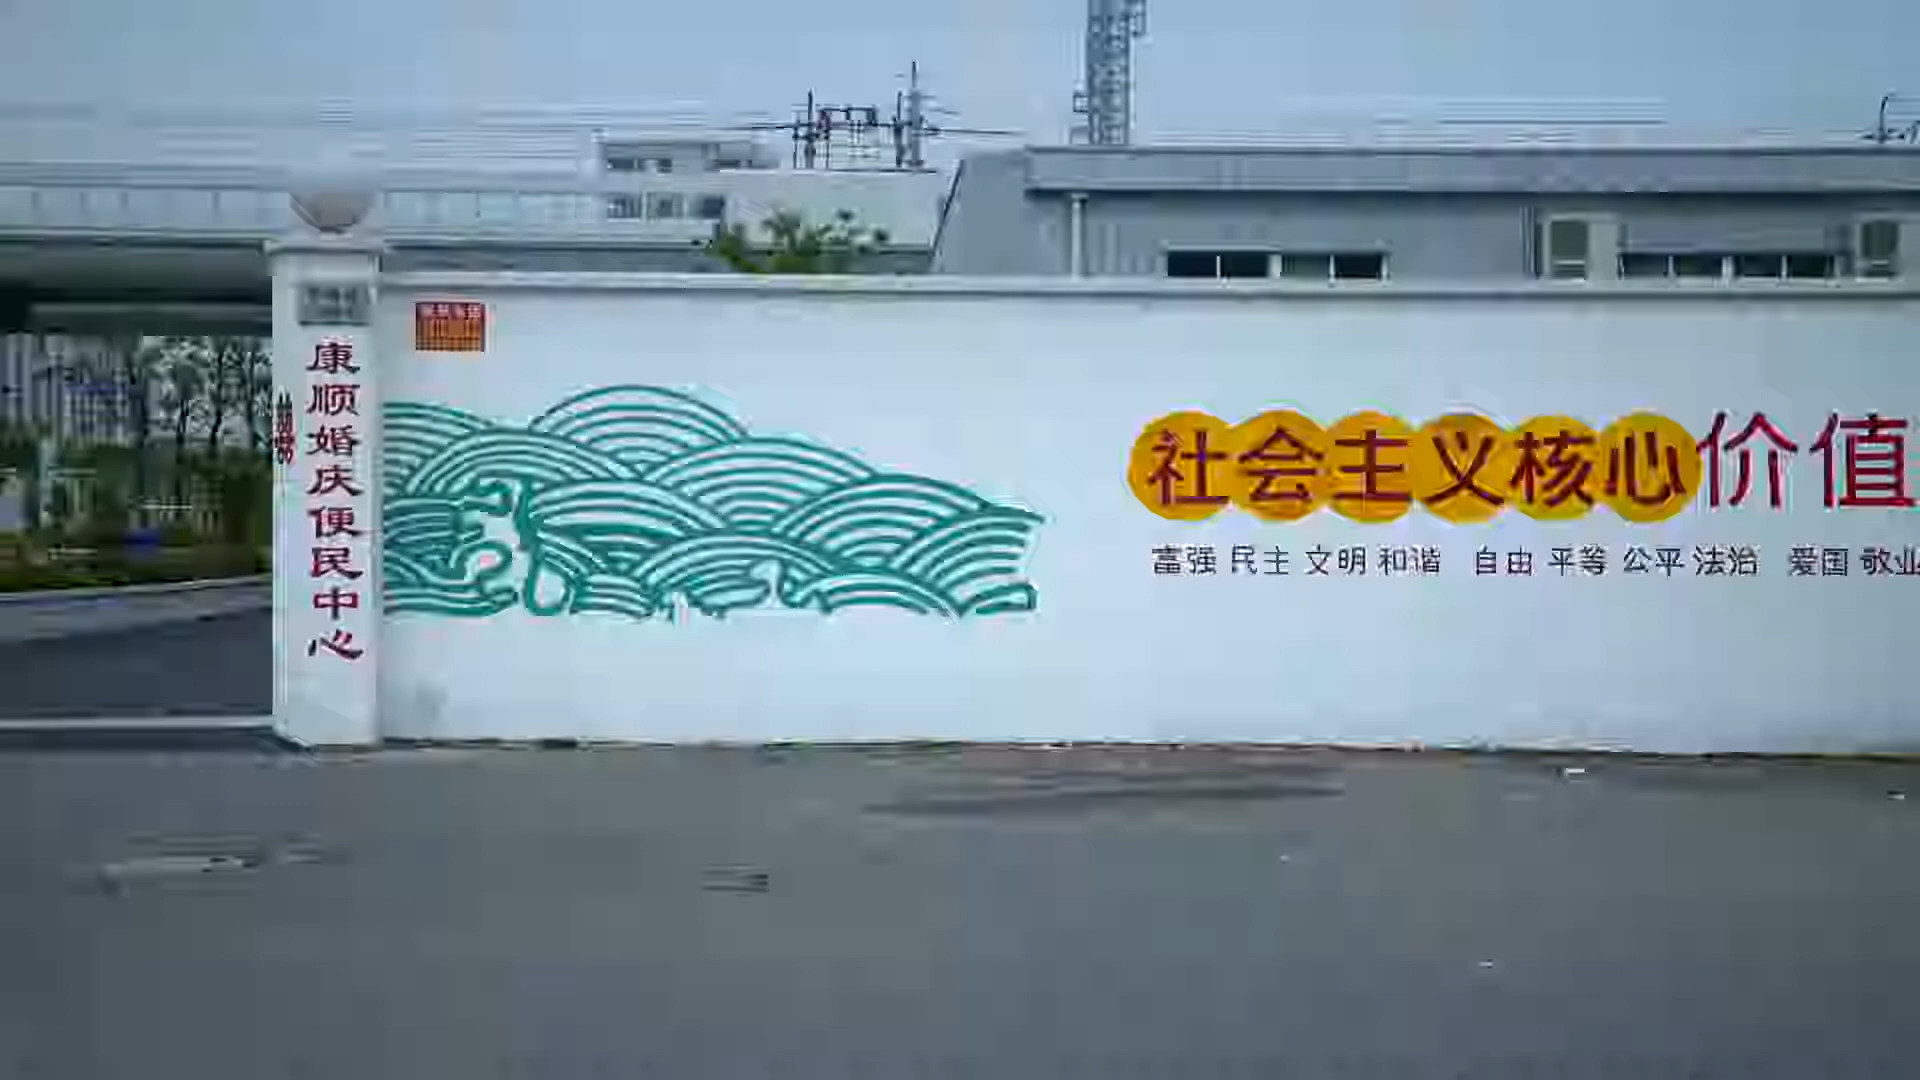 康顺婚庆便民中心
社会主义核心价值
富强 民主 文明 和谐 自由 平等 公平 法治 爱国 敬业